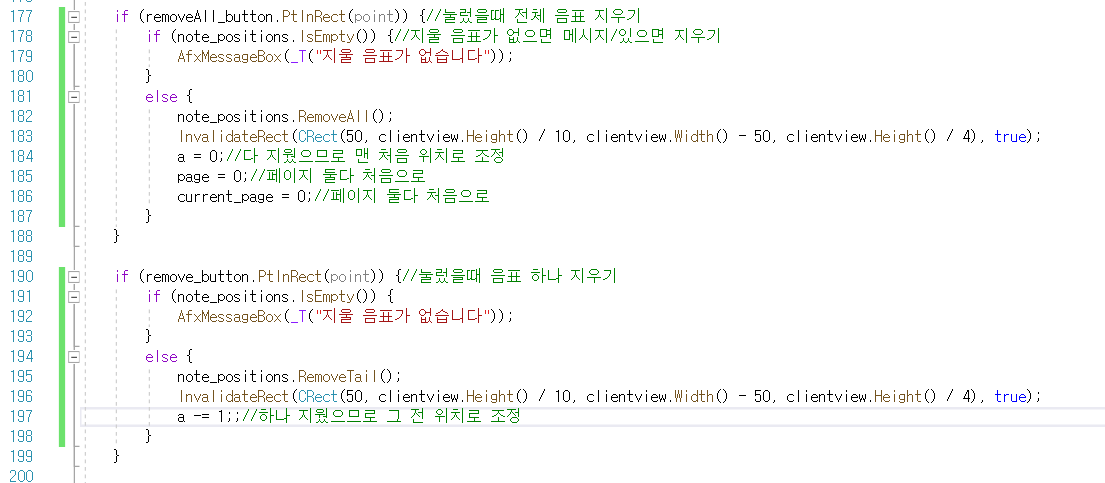 177 if (removeAll_button.PtInRect(point)) {//눌렀을때 전체 음표 지우기
178 if (note_positions.IsEmpty()) {//지울 음표가 없으면 메시지/있으면 지우기
179 AfxMessageBox(_T("지울 음표가 없습니다"));
180 }
181 else {
182 note_positions.RemoveAll();
183 InvalidateRect(CRect(50, clientview.Height() / 10, clientview.Width() - 50, clientview.Height() / 4), true);
184 a = 0;//다 지웠으므로 맨 처음 위치로 조정
185 page = 0;//페이지 둘다 처음으로
186 current_page = 0;//페이지 둘다 처음으로
187 }
188 }
189
190 if (remove_button.PtInRect(point)) {//눌렀을때 음표 하나 지우기
191 if (note_positions.IsEmpty()) {
192 AfxMessageBox(_T("지울 음표가 없습니다"));
193 }
194 else {
195 note_positions.RemoveTail();
196 InvalidateRect(CRect(50, clientview.Height() / 10, clientview.Width() - 50, clientview.Height() / 4), true);
197 a -= 1;;//하나 지웠으므로 그 전 위치로 조정
198 }
199 }
200